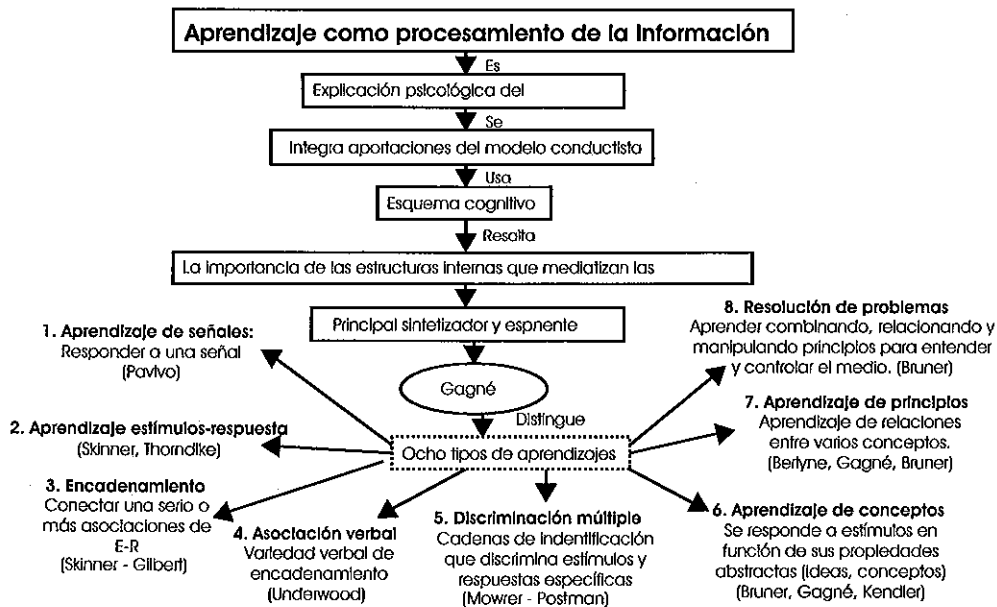 Aprendizaje como procesamiento de la Información
Es
Explicación psicológica del
Se
Integra aportaciones del modelo conductista
Usa
Esquema cognitivo
Resalta
La importancia de las estructuras internas que mediatizan las
Principal sintetizador y espnente
Gagné
Distingue
Ocho tipos de aprendizajes
1. Aprendizaje de señales:
Responder a una señal
(Pavlvo)
2. Aprendizaje estímulos-respuesta
(Skinner, Thorndike)
3. Encadenamiento
Conectar una serio o
más asociaciones de
E-R
(Skinner - Gilbert)
4. Asociación verbal
Variedad verbal de
encadenamiento
(Underwood)
5. Discriminación múltiple
Cadenas de indentificación
que discrimina estímulos y
respuestas específicas
(Mowrer - Postman)
6. Aprendizaje de conceptos
Se responde a estímulos en
función de sus propledades
abstractas (ideas, conceptos)
(Bruner, Gagné, Kendler)
7. Aprendizaje de principios
Aprendizaje de relaciones
entre varios conceptos.
(Berlyne, Gagné, Bruner)
8. Resolución de problemas
Aprender combinando, relacionando y
manipulando principios para entender
y controlar el medio. (Bruner)